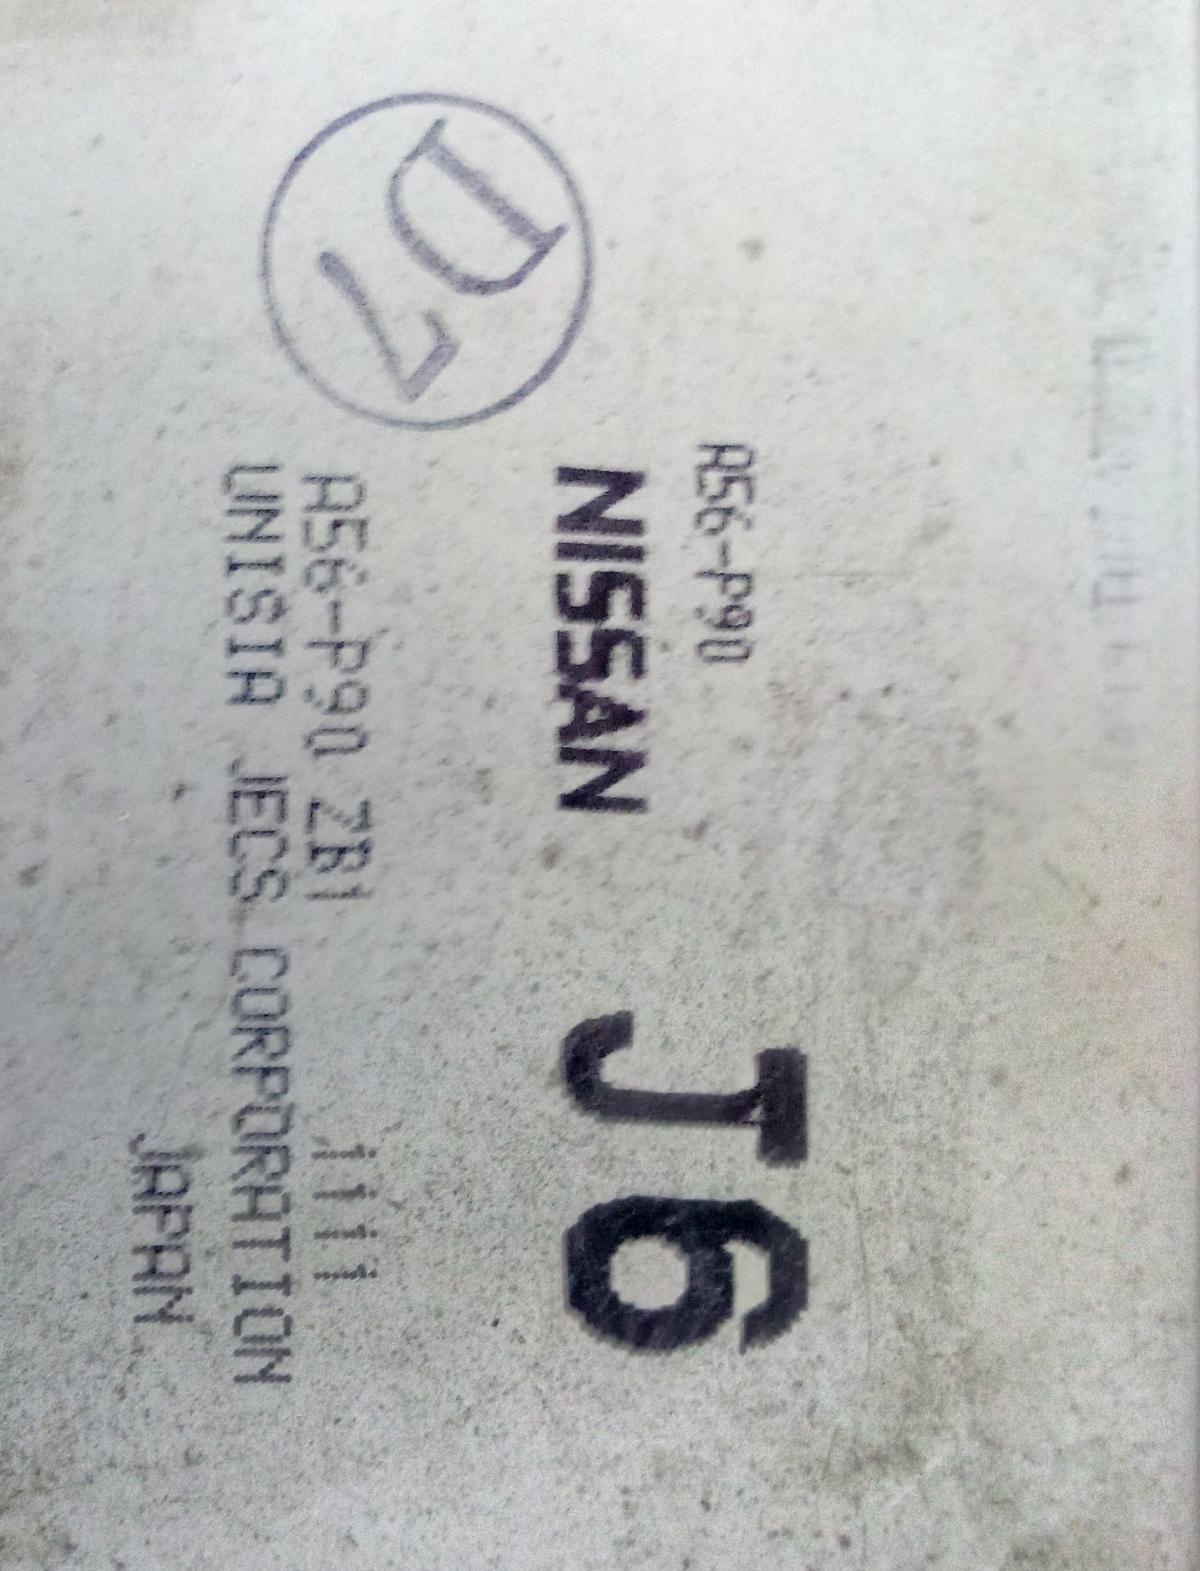 A56-P90
NISSAN J6
D7
A56-P90 ZB1 1111
UNISIA JECS CORPORATION
JAPAN